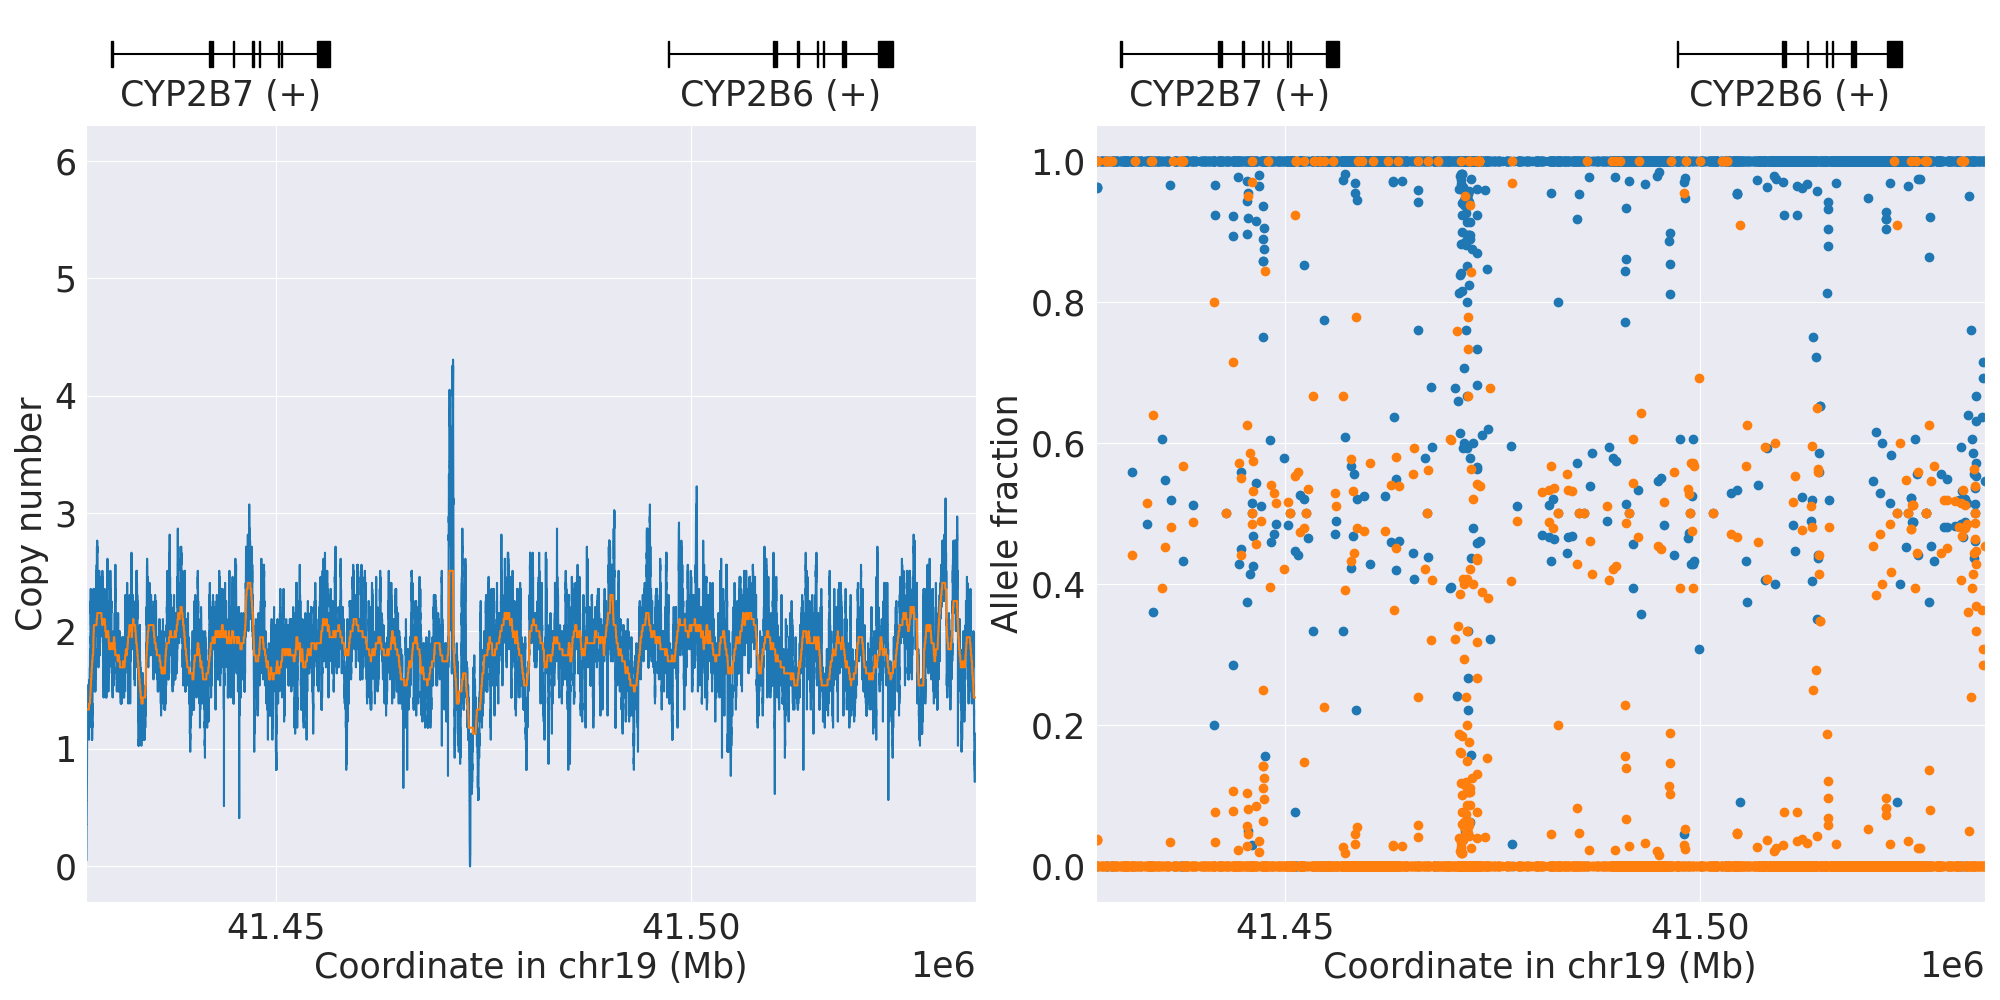 CYP2B7 (+)
CYP2B6 (+)
6
5
4
3
2
1
0
Copy number
41.45
41.50
Coordinate in chr19 (Mb)
1e6
CYP2B7 (+)
CYP2B6 (+)
1.0
0.8
0.6
0.4
0.2
0.0
Allele fraction
41.45
41.50
Coordinate in chr19 (Mb)
1e6